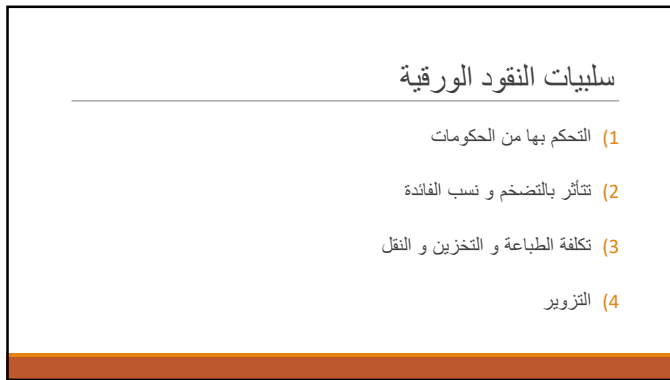 سلبيات النقود الورقية
1) التحكم بها من الحكومات
2) تتأثر بالتضخم و نسب الفائدة
3) تكلفة الطباعة و التخزين و النقل
4) التزوير